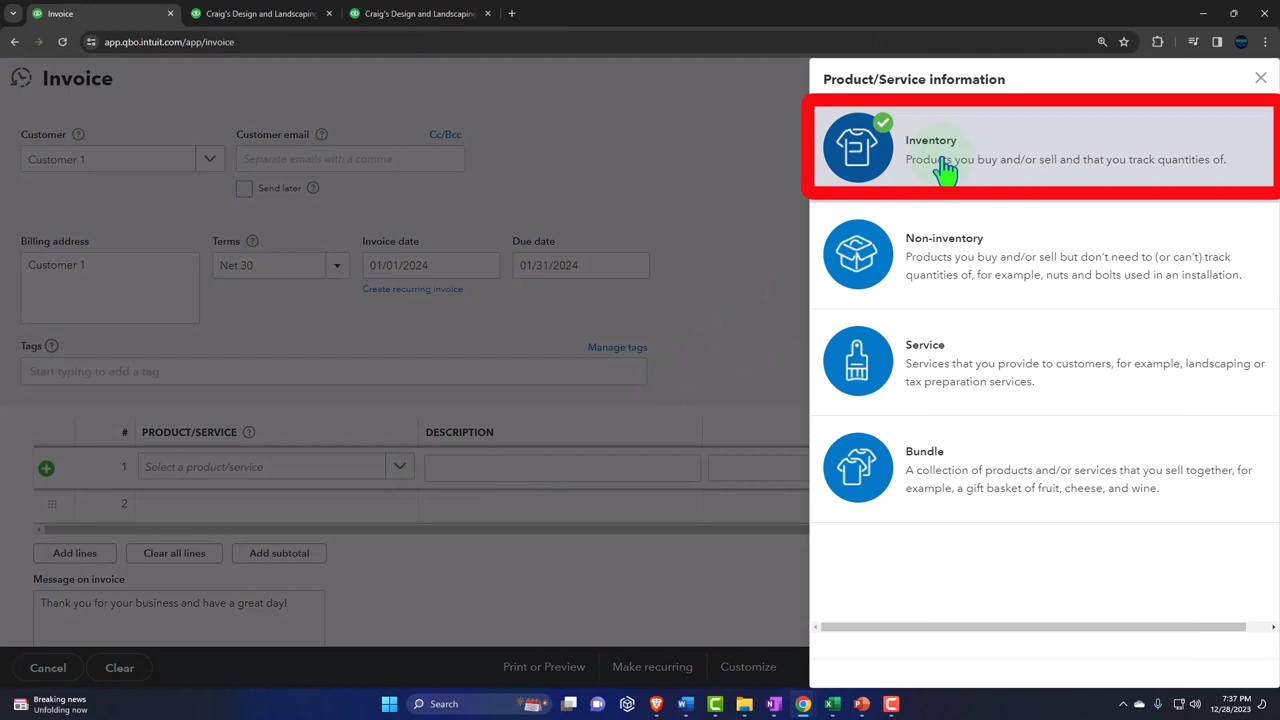 Invoice
Craig's Design and Landscaping
Craig's Design and Landscaping
app.qbo.intuit.com/app/invoice
Invoice
Customer
Customer 1
Customer email
Cc/Bcc
Separate emails with a comma
Send later
Billing address
Customer 1
Terms
Net 30
Invoice date
01/01/2024
Due date
01/31/2024
Create recurring invoice
Tags
Manage tags
Start typing to add a tag
# PRODUCT/SERVICE DESCRIPTION
1 Select a product/service
2
Add lines Clear all lines Add subtotal
Message on invoice
Thank you for your business and have a great day!
Cancel Clear Print or Preview Make recurring Customize
Product/Service information
Inventory
Products you buy and/or sell and that you track quantities of.
Non-inventory
Products you buy and/or sell but don't need to (or can't) track
quantities of, for example, nuts and bolts used in an installation.
Service
Services that you provide to customers, for example, landscaping or
tax preparation services.
Bundle
A collection of products and/or services that you sell together, for
example, a gift basket of fruit, cheese, and wine.
Breaking news
Unfolding now
Search
7:37 PM
12/28/2023